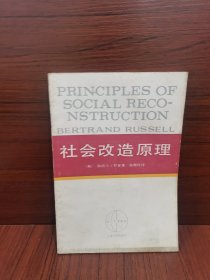 PRINCIPLES OF
SOCIAL RECO-
NSTRUCTION
BERTRAND RUSSELL
社会改造原理